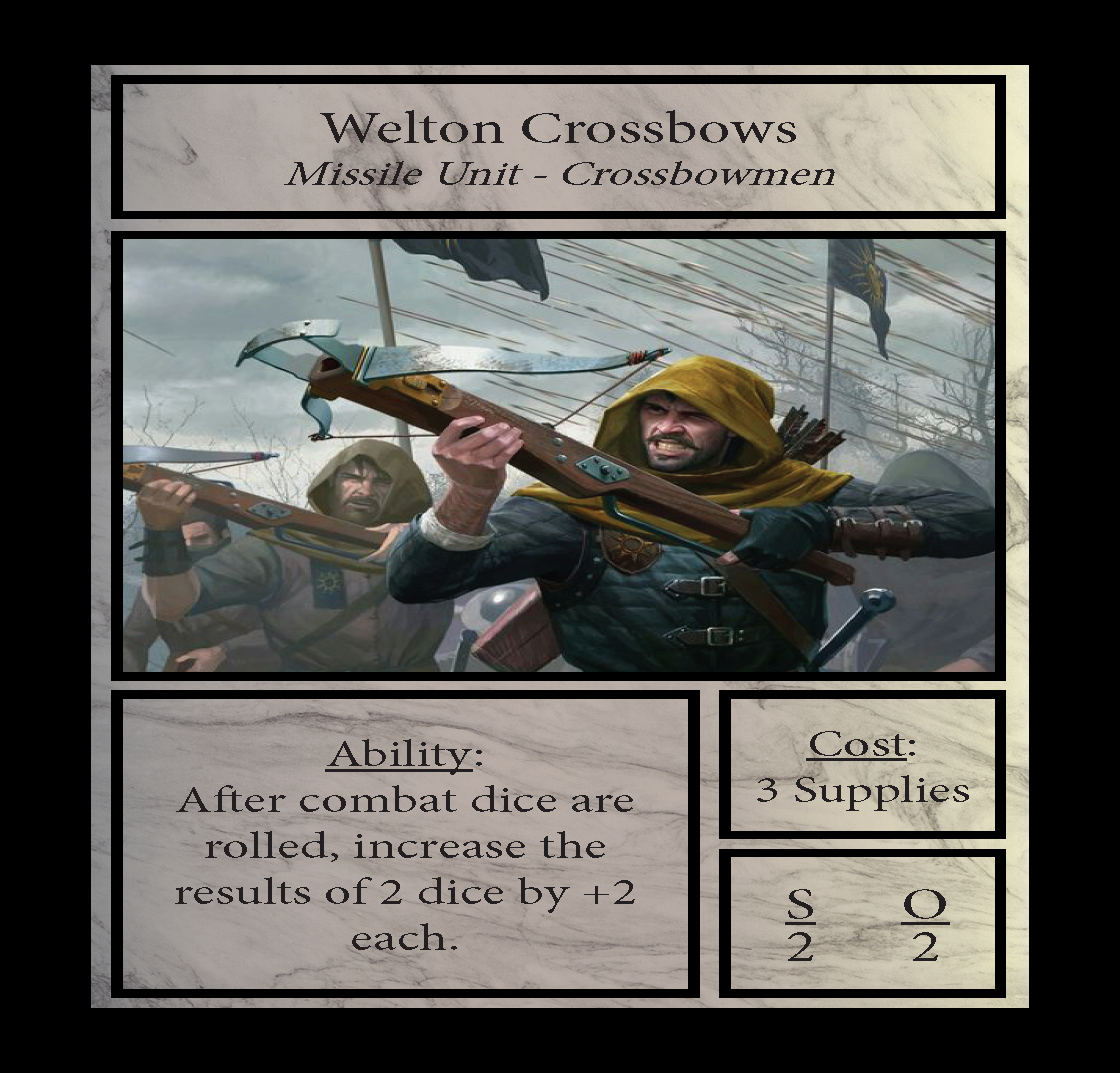 Welton Crossbows
Missile Unit - Crossbowmen
Ability:
After combat dice are
rolled, increase the
results of 2 dice by +2
each.
Cost:
3 Supplies
S O
2 2